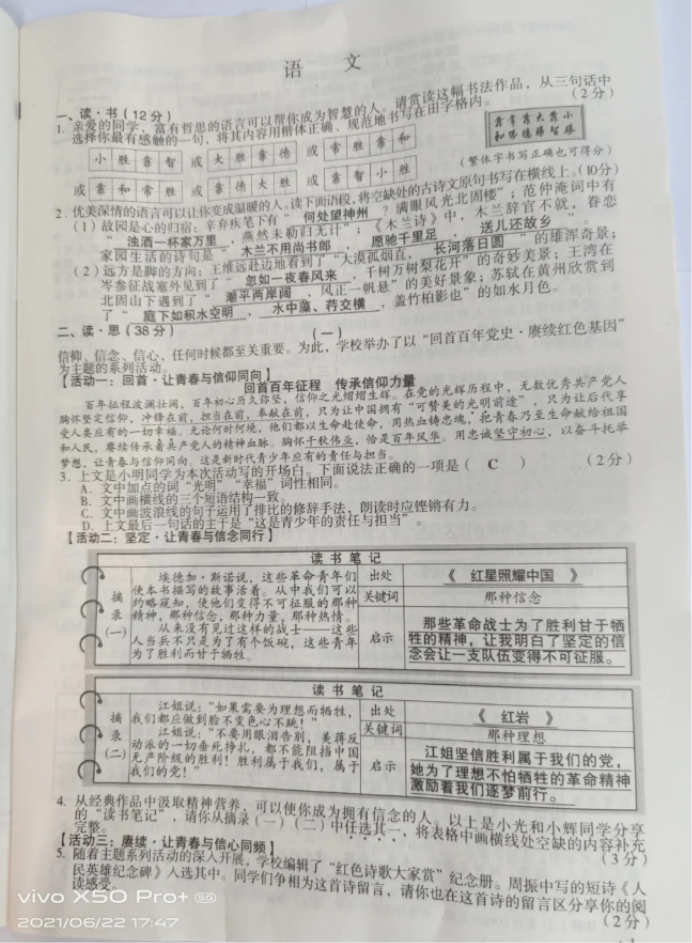 语 文
一、读·书(12分)
1. 亲爱的同学,富有哲思的语言可以帮你成为智慧的人。请赏读这幅书法作品,从三句话中
选择你最有感触的一句,将其内容用楷体正确、规范地书写在田字格内。 (2分)
小胜靠智 或 大胜靠德 或 常胜靠和
(繁体字书写正确也可得分)
或 靠和常胜 或 靠德大胜 或 靠智小胜
2. 优美深情的语言可以让你变成温暖的人。读下面语段,将空缺处的古诗文原句书写在横线上。(10分)
(1)故园是心的归宿:辛弃疾笔下有“ 何处望神州 ?满眼风光北固楼”;范仲淹词中有
“ 浊酒一杯家万里 ,燕然未勒归无计”;《木兰诗》中,木兰辞官不就,眷恋
家园生活的诗句是“ 木兰不用尚书郎 , 愿驰千里足 , 送儿还故乡 ”。
(2)远方是脚的方向:王维远赴边地看到了“大漠孤烟直, 长河落日圆 ”的雄浑奇景;
岑参征战塞外见到了“ 忽如一夜春风来 ,千树万树梨花开”的奇妙美景;王湾在
北固山下遇到了“ 潮平两岸阔 ,风正一帆悬”的美好景象;苏轼在黄州欣赏到
了“ 庭下如积水空明 , 水中藻、荇交横 ,盖竹柏影也”的如水月色。
二、读·思(38分)
(一)
信仰、信念、信心,任何时候都至关重要。为此,学校举办了以“回首百年党史·赓续红色基因”
为主题的系列活动。
【活动一:回首·让青春与信仰同向】
回首百年征程 传承信仰力量
百年征程波澜壮阔,百年初心历久弥坚,信仰之光熠熠生辉。在党的光辉历程中,无数优秀共产党人
胸怀坚定信仰,冲锋在前,担当在前,奉献在前,只为让中国拥有“可赞美的光明前途”,只为让后代享
受人类应有的一切幸福。无论何时何境,他们都以生命赴使命,用热血铸忠魂,把青春乃至生命献给祖国
和人民,赓续传承着共产党人的精神血脉。胸怀千秋伟业,恰是百年风华。用忠诚坚守初心,以奋斗托举
梦想,让青春与信仰同向。这是新时代青少年应有的责任与担当。
3. 上文是小明同学为本次活动写的开场白。下面说法正确的一项是( C ) (2分)
A. 文中加点的词“光明”“幸福”词性相同。
B. 文中画横线的三个短语结构一致。
C. 文中画波浪线的句子运用了排比的修辞手法,朗读时应铿锵有力。
D. 上文最后一句话的主干是“这是青少年的责任与担当”。
【活动二:坚定·让青春与信念同行】
读 书 笔 记
摘录(一)
埃德加·斯诺说,这些革命青年们
使本书描写的故事活着。从中我们可以
约略窥知,使他们变得不可征服的那种
精神,那种信念,那种力量,那种热情。
从来没有见过这样的战士——这些
人当兵不只是为了有个饭碗,这些青年
为了胜利而甘于牺牲。
出处 《 红星照耀中国 》
关键词 那种信念
启示 那些革命战士为了胜利甘于牺
牲的精神,让我明白了坚定的信
念会让一支队伍变得不可征服。
读 书 笔 记
摘录(二)
江姐说:“如果需要为理想而牺牲,
我们都应做到脸不变色心不跳!”
江姐说:“不要用眼泪告别,美蒋反
动派的一切垂死挣扎,都不能阻挡中国
无产阶级的胜利!胜利属于我们,属于
我们的党!”
出处 《 红岩 》
关键词 那种理想
启示 江姐坚信胜利属于我们的党,
她为了理想不怕牺牲的革命精神
激励着我们逐梦前行。
4. 从经典作品中汲取精神营养,可以使你成为拥有信念的人。以上是小光和小辉同学分享
的“读书笔记”,请你从摘录(一)(二)中任选其一,将表格中画横线处空缺的内容补充
完整。 (3分)
【活动三:赓续·让青春与信心同频】
5. 随着主题系列活动的深入开展,学校编辑了“红色诗歌大家赏”纪念册。周振中写的短诗《人
民英雄纪念碑》入选其中。同学们争相为这首诗留言,请你也在这首诗的留言区分享你的阅
读感受。 (2分)
vivo X50 Pro+ 5G
2021/06/22 17:47